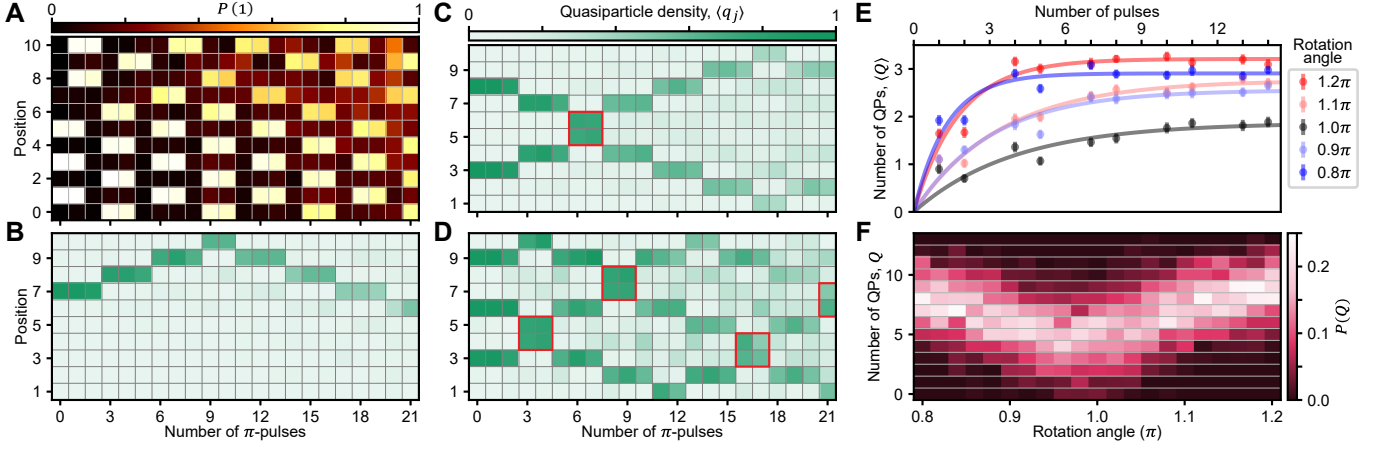 A
0 P (1) 1
Position
10
8
6
4
2
0
B
Position
9
7
5
3
1
0 3 6 9 12 15 18 21
Number of π-pulses
C
Quasiparticle density, ⟨q_j⟩
0 1
9
7
5
3
1
D
9
7
5
3
1
0 3 6 9 12 15 18 21
Number of π-pulses
E
Number of pulses
0 3 6 9 12
Number of QPs, ⟨Q⟩
3
2
1
0
Rotation
angle
1.2π
1.1π
1.0π
0.9π
0.8π
F
Number of QPs, Q
10
5
0
0.8 0.9 1.0 1.1 1.2
Rotation angle (π)
0.2
0.1
0.0
P(Q)